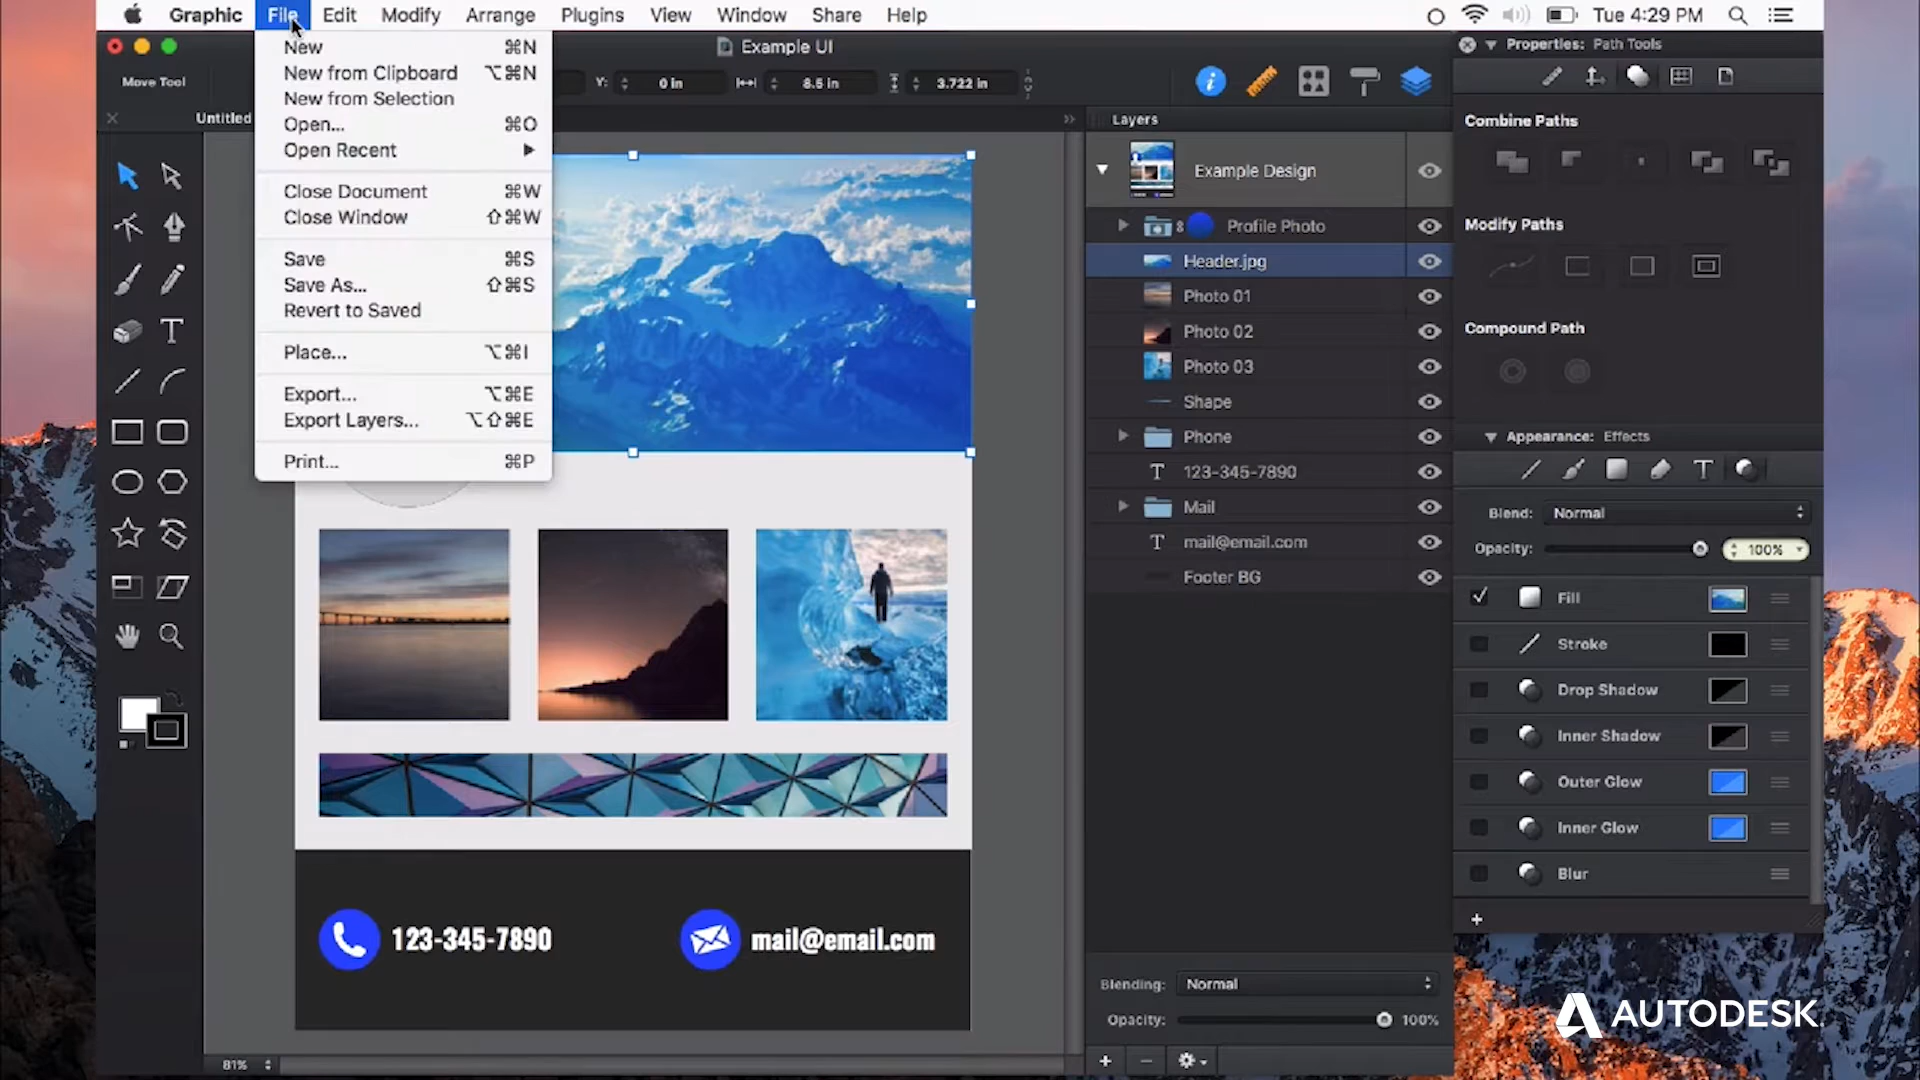 Graphic File Edit Modify Arrange Plugins View Window Share Help Tue 4:29 PM
Example UI
Move Tool Y: 0 in 8.5 in 3.722 in
Untitled
New ⌘N
New from Clipboard ⌥⌘N
New from Selection
Open... ⌘O
Open Recent
Close Document ⌘W
Close Window ⇧⌘W
Save ⌘S
Save As... ⇧⌘S
Revert to Saved
Place... ⌥⌘I
Export... ⌥⌘E
Export Layers... ⌥⇧⌘E
Print... ⌘P
123-345-7890 mail@email.com
81%
Layers
Example Design
Profile Photo
Header.jpg
Photo 01
Photo 02
Photo 03
Shape
Phone
T 123-345-7890
Mail
T mail@email.com
Footer BG
Blending: Normal
Opacity: 100%
Properties: Path Tools
Combine Paths
Modify Paths
Compound Path
Appearance: Effects
Blend: Normal
Opacity: 100%
Fill
Stroke
Drop Shadow
Inner Shadow
Outer Glow
Inner Glow
Blur
AUTODESK.